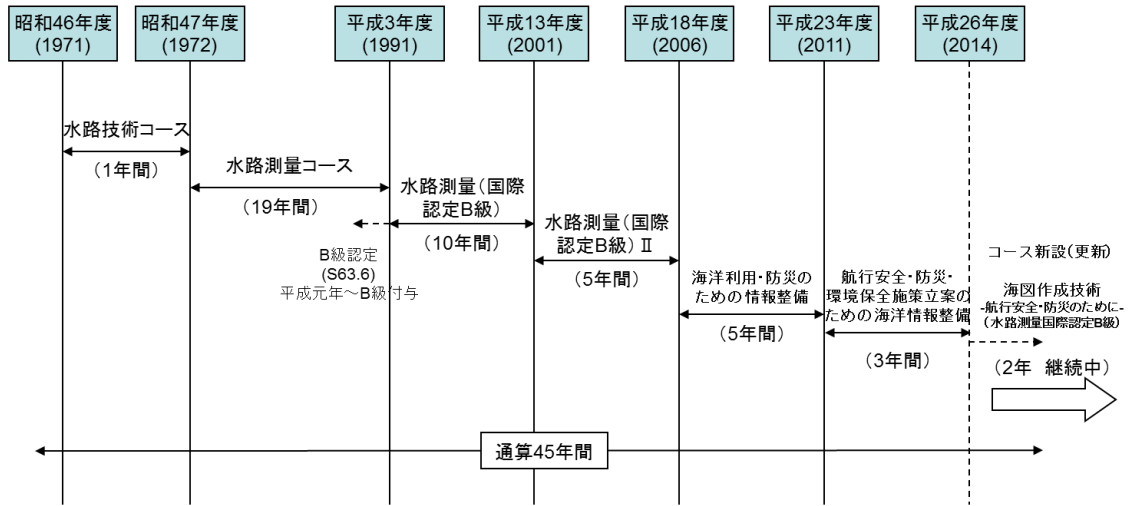 昭和46年度
(1971)
昭和47年度
(1972)
平成3年度
(1991)
平成13年度
(2001)
平成18年度
(2006)
平成23年度
(2011)
平成26年度
(2014)
水路技術コース
（1年間）
水路測量コース
（19年間）
水路測量（国際
認定B級）
（10年間）
B級認定
(S63.6)
平成元年～B級付与
水路測量（国際
認定B級）Ⅱ
（5年間）
海洋利用・防災の
ための情報整備
（5年間）
航行安全・防災・
環境保全施策立案の
ための海洋情報整備
（3年間）
コース新設（更新）
海図作成技術
-航行安全・防災のために-
（水路測量国際認定B級）
（2年　継続中）
通算45年間